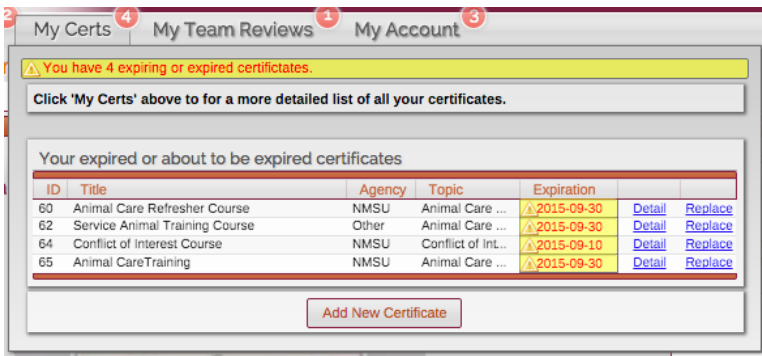 2 My Certs 4 My Team Reviews 1 My Account 3
You have 4 expiring or expired certifictates.
Click 'My Certs' above to for a more detailed list of all your certificates.
Your expired or about to be expired certificates
ID Title Agency Topic Expiration
60 Animal Care Refresher Course NMSU Animal Care ... 2015-09-30 Detail Replace
62 Service Animal Training Course Other Animal Care ... 2015-09-30 Detail Replace
64 Conflict of Interest Course NMSU Conflict of Int... 2015-09-10 Detail Replace
65 Animal CareTraining NMSU Animal Care ... 2015-09-30 Detail Replace
Add New Certificate